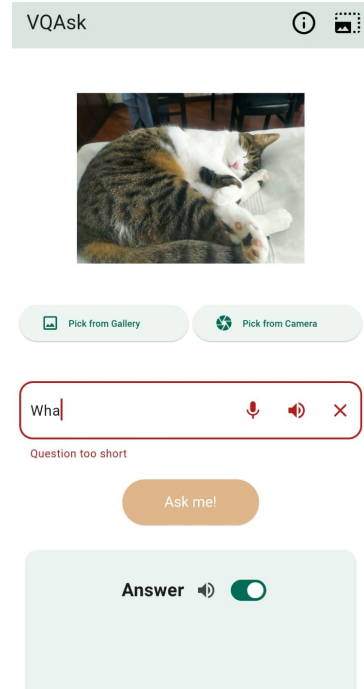 VQAsk
Pick from Gallery
Pick from Camera
Wha
Question too short
Ask me!
Answer